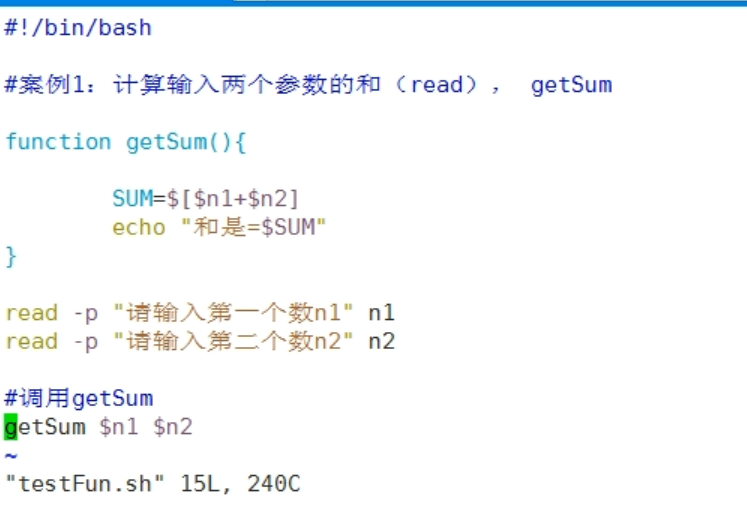 #!/bin/bash
#案例1：计算输入两个参数的和（read）， getSum
function getSum(){
SUM=$[$n1+$n2]
echo "和是=$SUM"
}
read -p "请输入第一个数n1" n1
read -p "请输入第二个数n2" n2
#调用getSum
getSum $n1 $n2
~
"testFun.sh" 15L, 240C